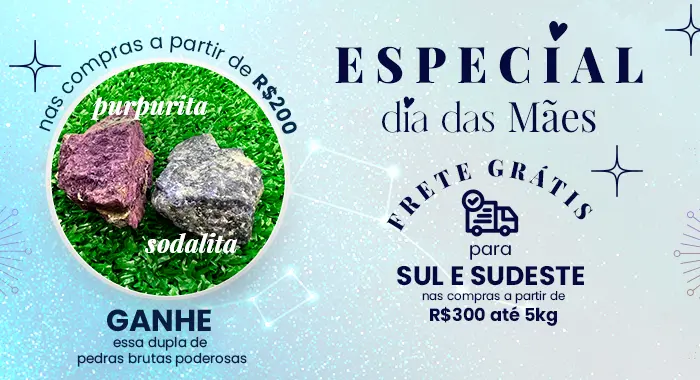 nas compras a partir de R$200
purpurita
sodalita
GANHE
essa dupla de
pedras brutas poderosas
ESPECIAL
dia das Mães
FRETE GRÁTIS
para
SUL E SUDESTE
nas compras a partir de
R$300 até 5kg